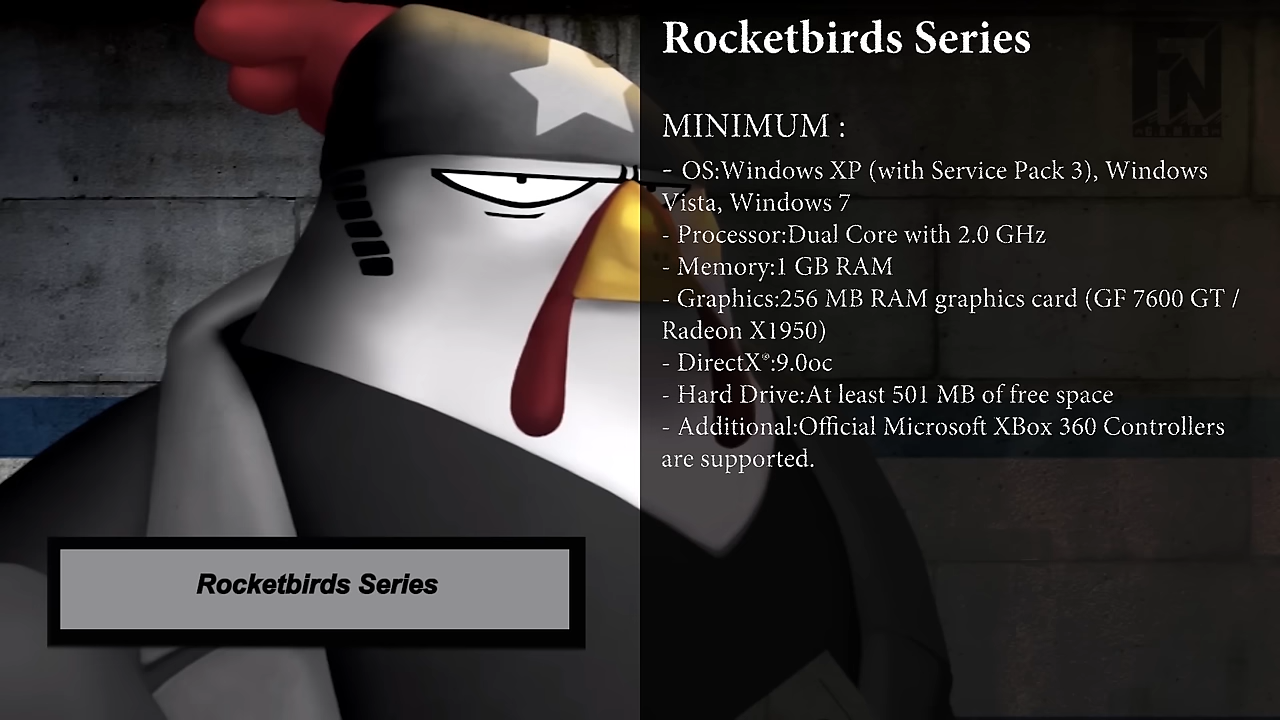 Rocketbirds Series
MINIMUM :
- OS:Windows XP (with Service Pack 3), Windows
Vista, Windows 7
- Processor:Dual Core with 2.0 GHz
- Memory:1 GB RAM
- Graphics:256 MB RAM graphics card (GF 7600 GT /
Radeon X1950)
- DirectX®:9.0oc
- Hard Drive:At least 501 MB of free space
- Additional:Official Microsoft XBox 360 Controllers
are supported.
Rocketbirds Series
FN